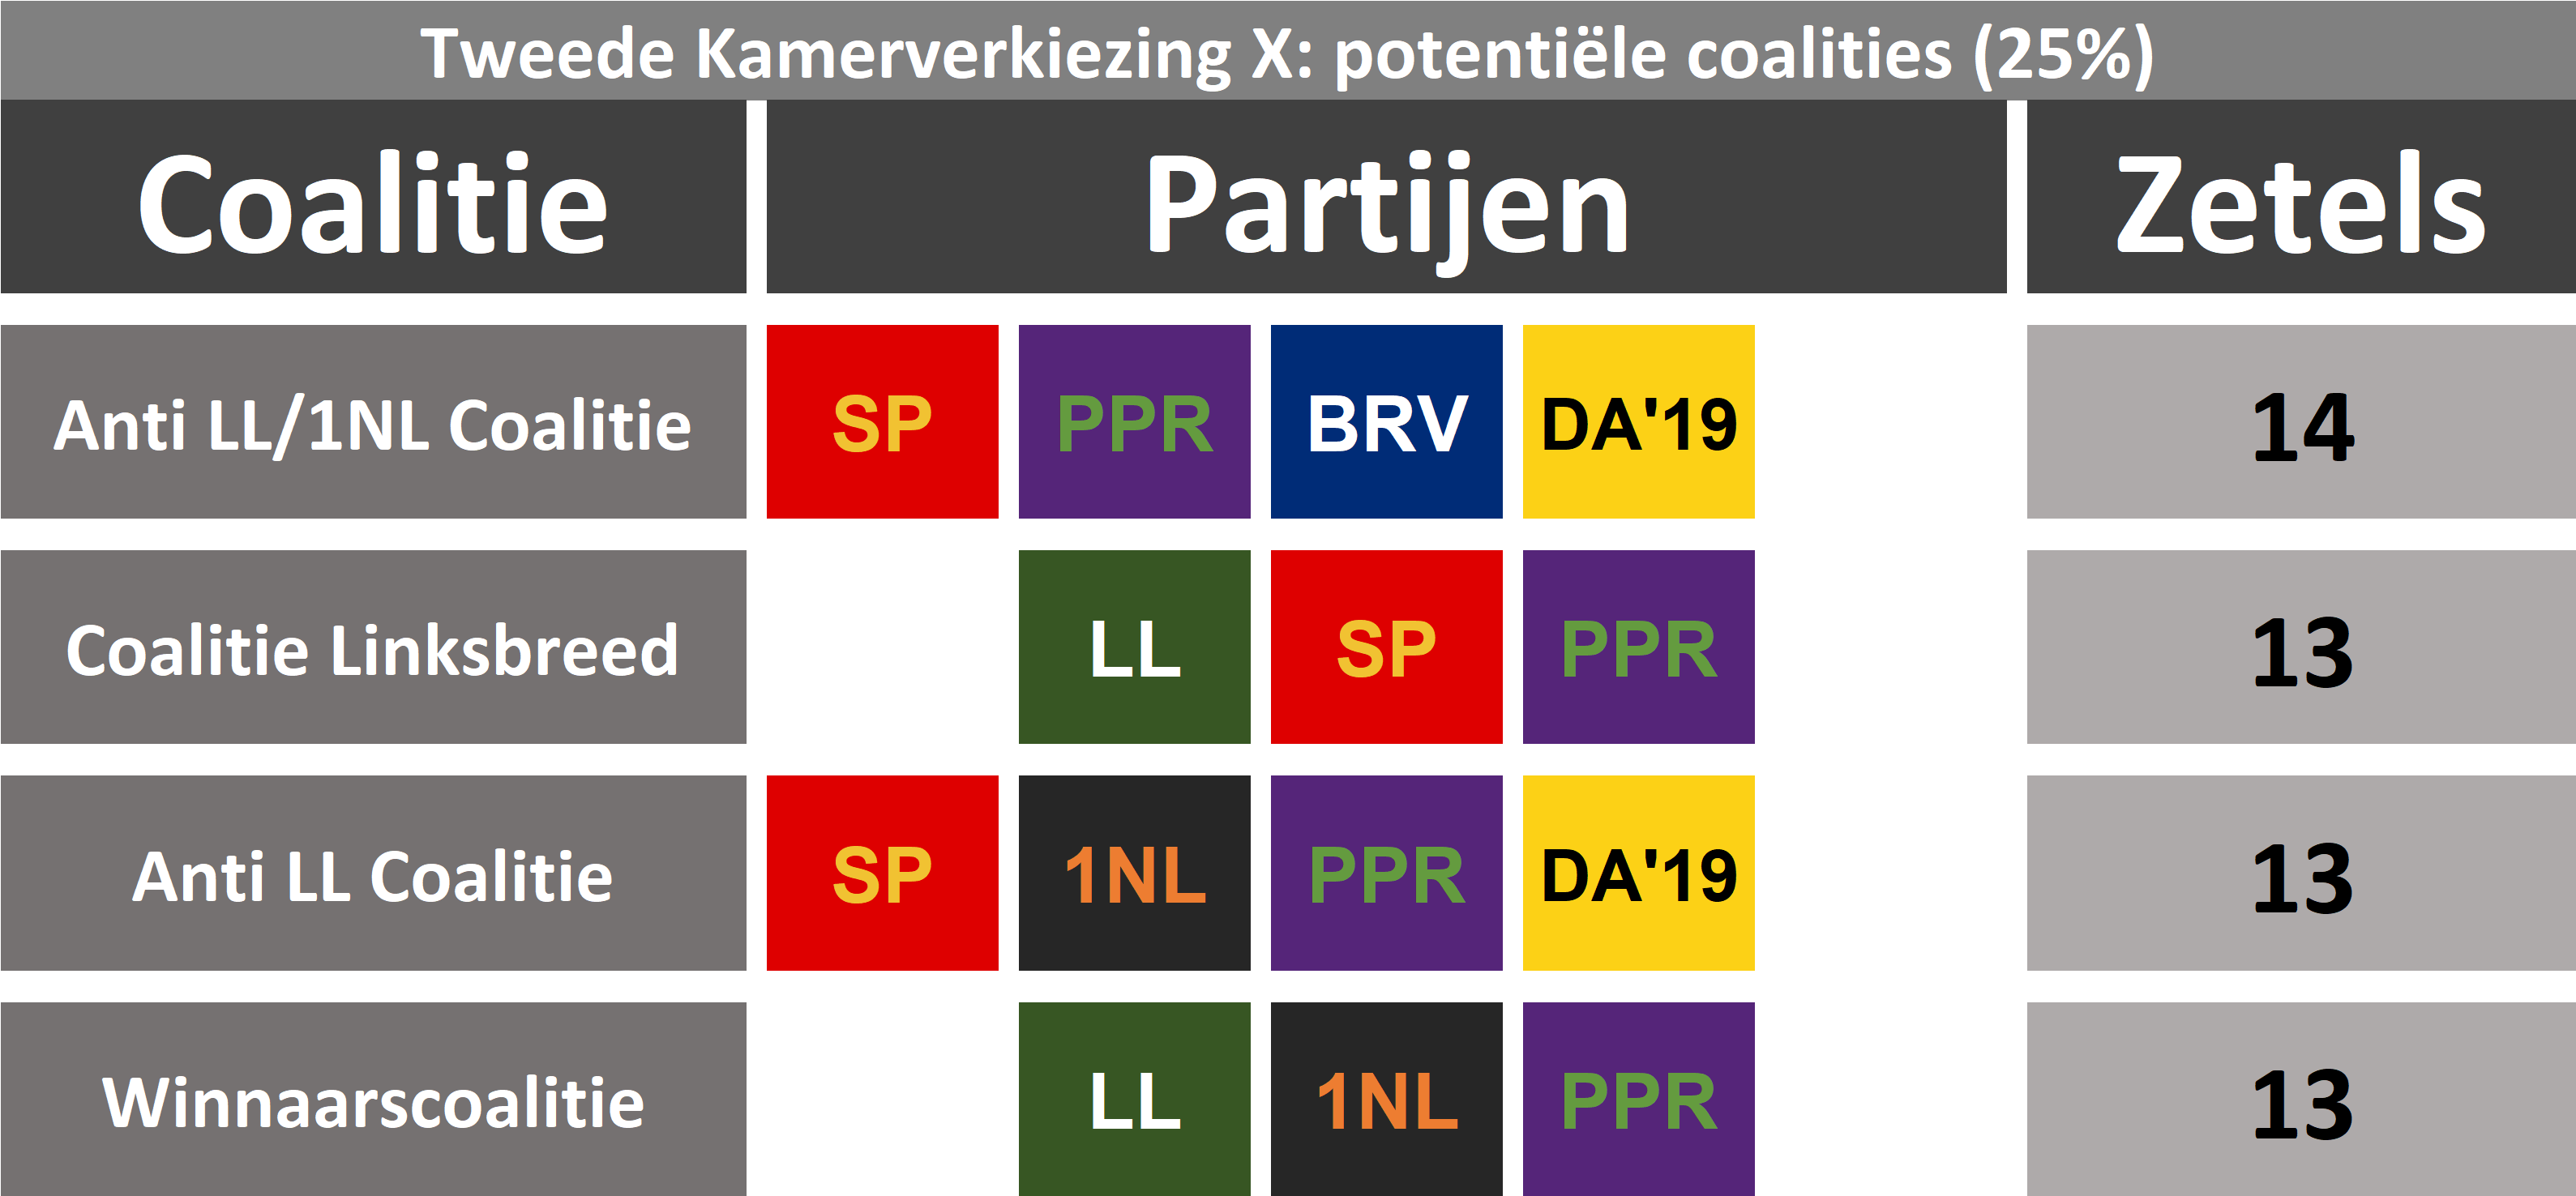 Tweede Kamerverkiezing X: potentiële coalities (25%)
Coalitie Partijen Zetels
Anti LL/1NL Coalitie SP PPR BRV DA'19 14
Coalitie Linksbreed LL SP PPR 13
Anti LL Coalitie SP 1NL PPR DA'19 13
Winnaarscoalitie LL 1NL PPR 13